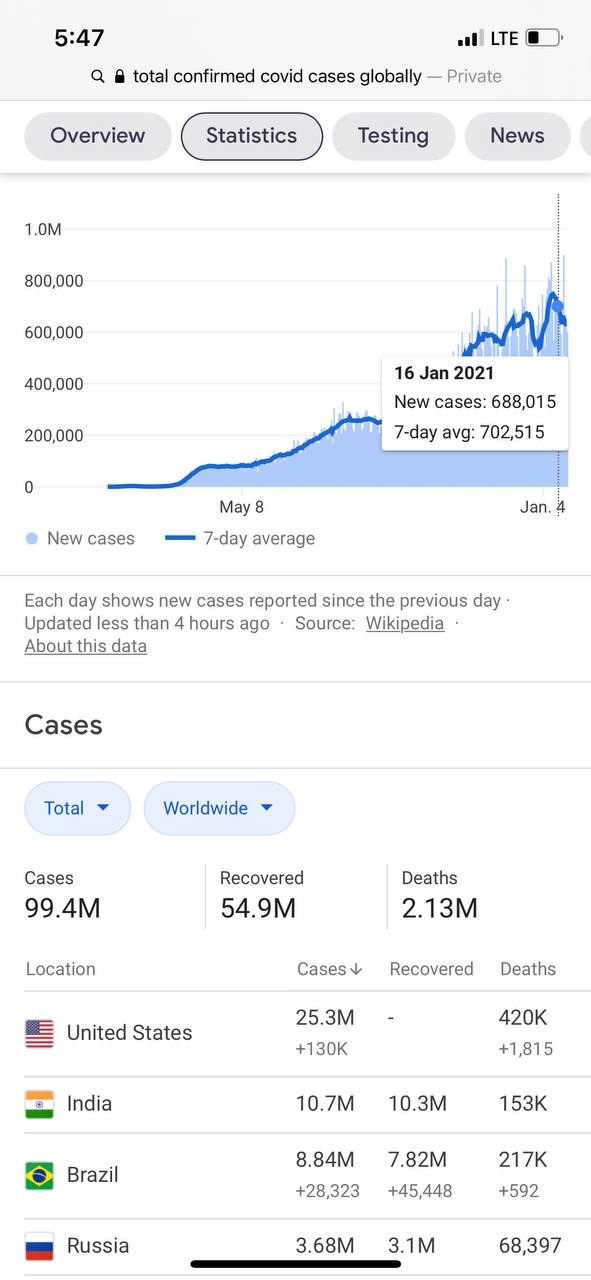 5:47
LTE
total confirmed covid cases globally — Private
Overview
Statistics
Testing
News
1.0M
800,000
600,000
400,000
200,000
0
16 Jan 2021
New cases: 688,015
7-day avg: 702,515
May 8
Jan. 4
New cases
7-day average
Each day shows new cases reported since the previous day ·
Updated less than 4 hours ago · Source: Wikipedia ·
About this data
Cases
Total
Worldwide
Cases
Recovered
Deaths
99.4M
54.9M
2.13M
Location Cases↓ Recovered Deaths
United States 25.3M - 420K
+130K +1,815
India 10.7M 10.3M 153K
Brazil 8.84M 7.82M 217K
+28,323 +45,448 +592
Russia 3.68M 3.1M 68,397